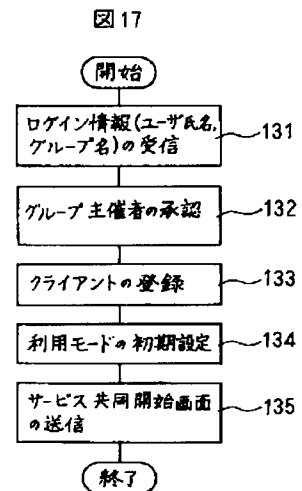 図17
開始
ログイン情報(ユーザ氏名,
グループ名)の受信
131
グループ主催者の承認
132
クライアントの登録
133
利用モードの初期設定
134
サービス共同開始画面
の送信
135
終了